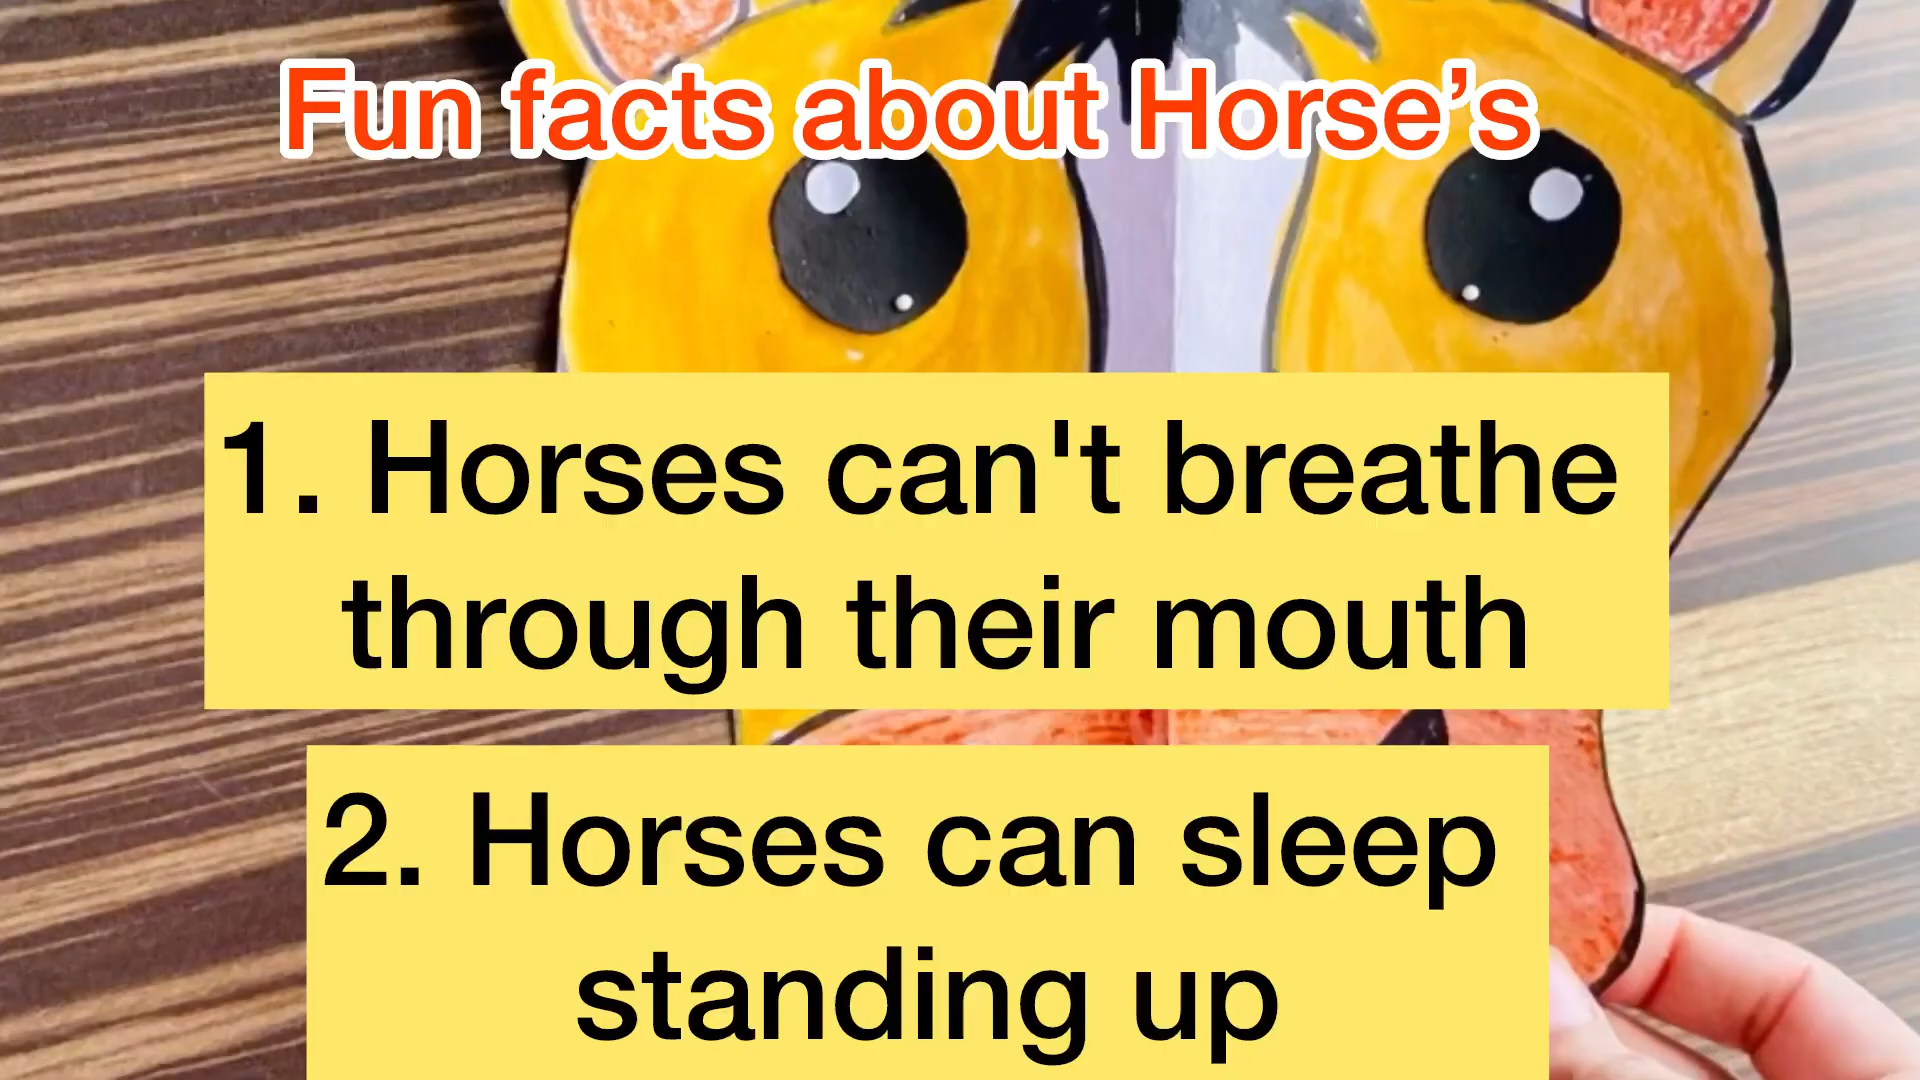 Fun facts about Horse’s
1. Horses can't breathe
through their mouth
2. Horses can sleep
standing up